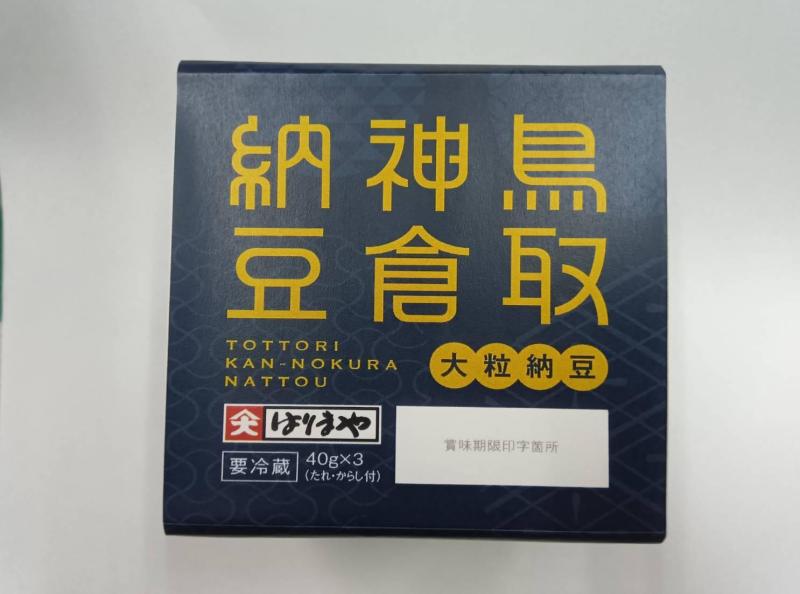 鳥取
神倉
納豆
TOTTORI
KAN-NOKURA
NATTOU
大粒納豆
大 はりまや
要冷蔵
40g×3
(たれ・からし付)
賞味期限印字箇所